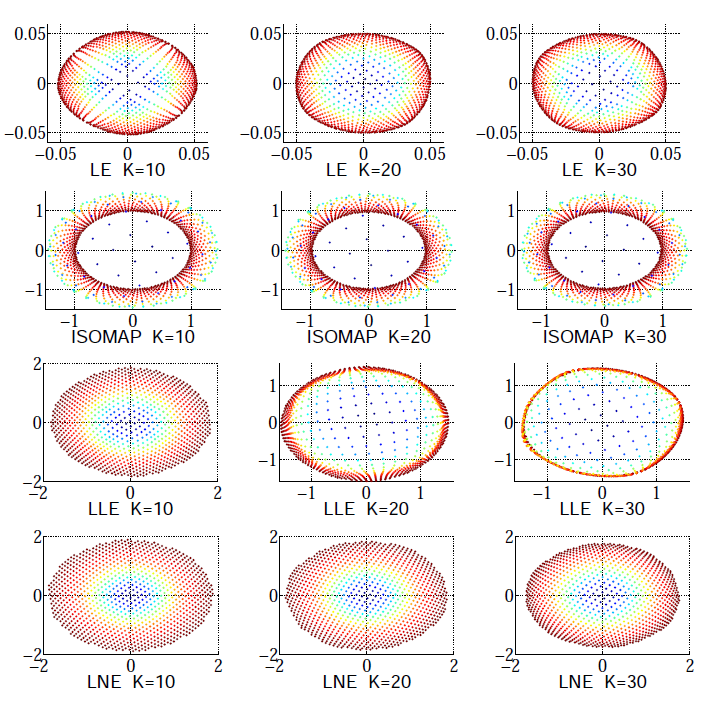 0.05 0.05 0.05
0 0 0
−0.05 −0.05 −0.05
−0.05 0 0.05 −0.05 0 0.05 −0.05 0 0.05
LE K=10 LE K=20 LE K=30
1 1 1
0 0 0
−1 −1 −1
−1 0 1 −1 0 1 −1 0 1
ISOMAP K=10 ISOMAP K=20 ISOMAP K=30
2 1 1
0 0 0
−2 −1 −1
−2 0 2 −1 0 1 −1 0 1
LLE K=10 LLE K=20 LLE K=30
2 2 2
0 0 0
−2 −2 −2
−2 0 2 −2 0 2 −2 0 2
LNE K=10 LNE K=20 LNE K=30